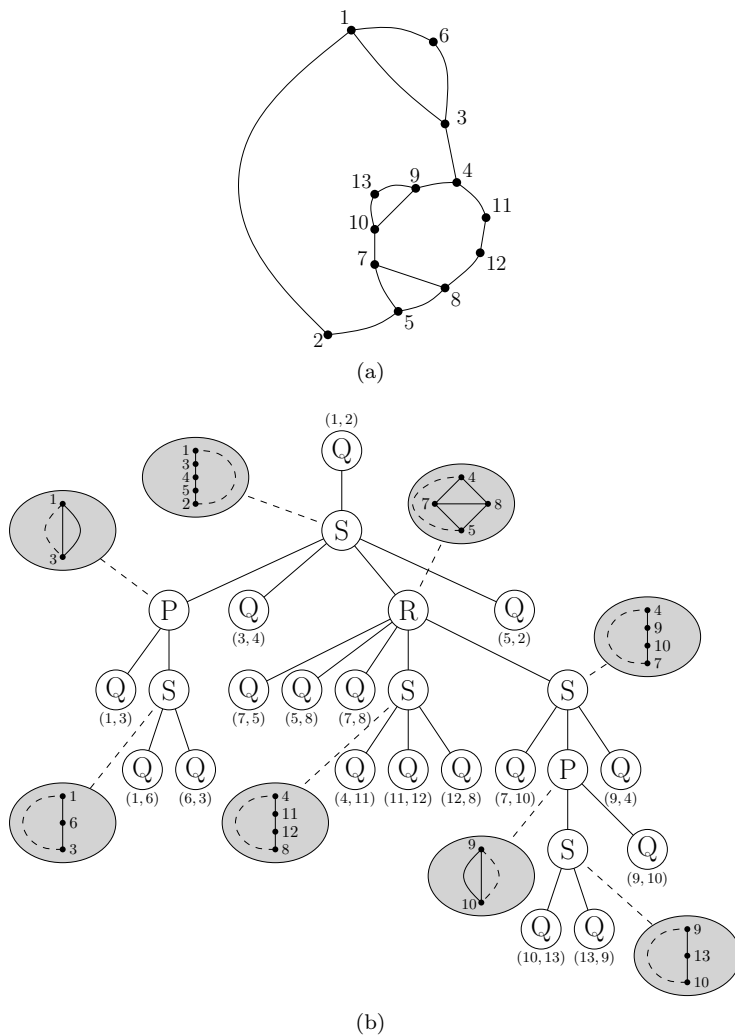 1
6
3
4
9
13
11
10
7
12
8
5
2
(a)
(1, 2)
Q
1
3
4
5
2
4
7
8
5
1
3
S
P
Q
R
Q
(3, 4)
(5, 2)
4
9
10
7
Q
S
Q
Q
Q
S
S
(1, 3)
(7, 5)
(5, 8)
(7, 8)
Q
Q
Q
Q
Q
Q
P
Q
(1, 6)
(6, 3)
(4, 11)
(11, 12)
(12, 8)
(7, 10)
(9, 4)
1
6
3
4
11
12
8
9
10
S
Q
(9, 10)
Q
Q
(10, 13)
(13, 9)
9
13
10
(b)